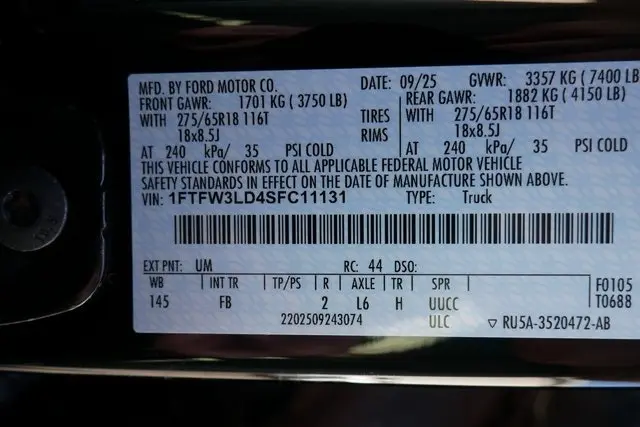 MFD. BY FORD MOTOR CO. DATE: 09/25 GVWR: 3357 KG ( 7400 LB
FRONT GAWR: 1701 KG ( 3750 LB) REAR GAWR: 1882 KG ( 4150 LB)
WITH 275/65R18 116T TIRES WITH 275/65R18 116T
18x8.5J RIMS 18x8.5J
AT 240 kPa/ 35 PSI COLD AT 240 kPa/ 35 PSI COLD
THIS VEHICLE CONFORMS TO ALL APPLICABLE FEDERAL MOTOR VEHICLE
SAFETY STANDARDS IN EFFECT ON THE DATE OF MANUFACTURE SHOWN ABOVE.
VIN: 1FTFW3LD4SFC11131 TYPE: Truck
EXT PNT: UM RC: 44 DSO:
WB INT TR TP/PS R AXLE TR SPR F0105
145 FB 2 L6 H UUCC T0688
2202509243074 ULC ▽ RU5A-3520472-AB